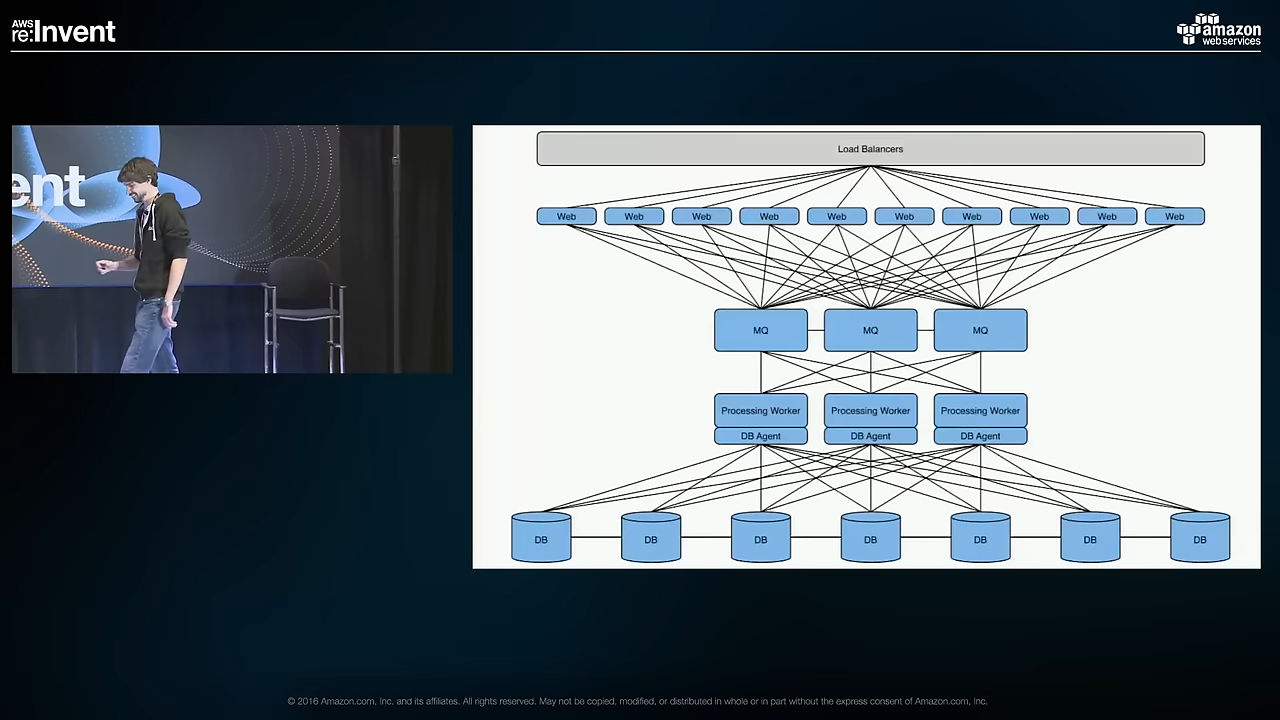 AWS
re:Invent
amazon
web services
ent
Load Balancers
Web Web Web Web Web Web Web Web Web Web
MQ MQ MQ
Processing Worker Processing Worker Processing Worker
DB Agent DB Agent DB Agent
DB DB DB DB DB DB DB
© 2016 Amazon.com, Inc. and its affiliates. All rights reserved. May not be copied, modified, or distributed in whole or in part without the express consent of Amazon.com, Inc.